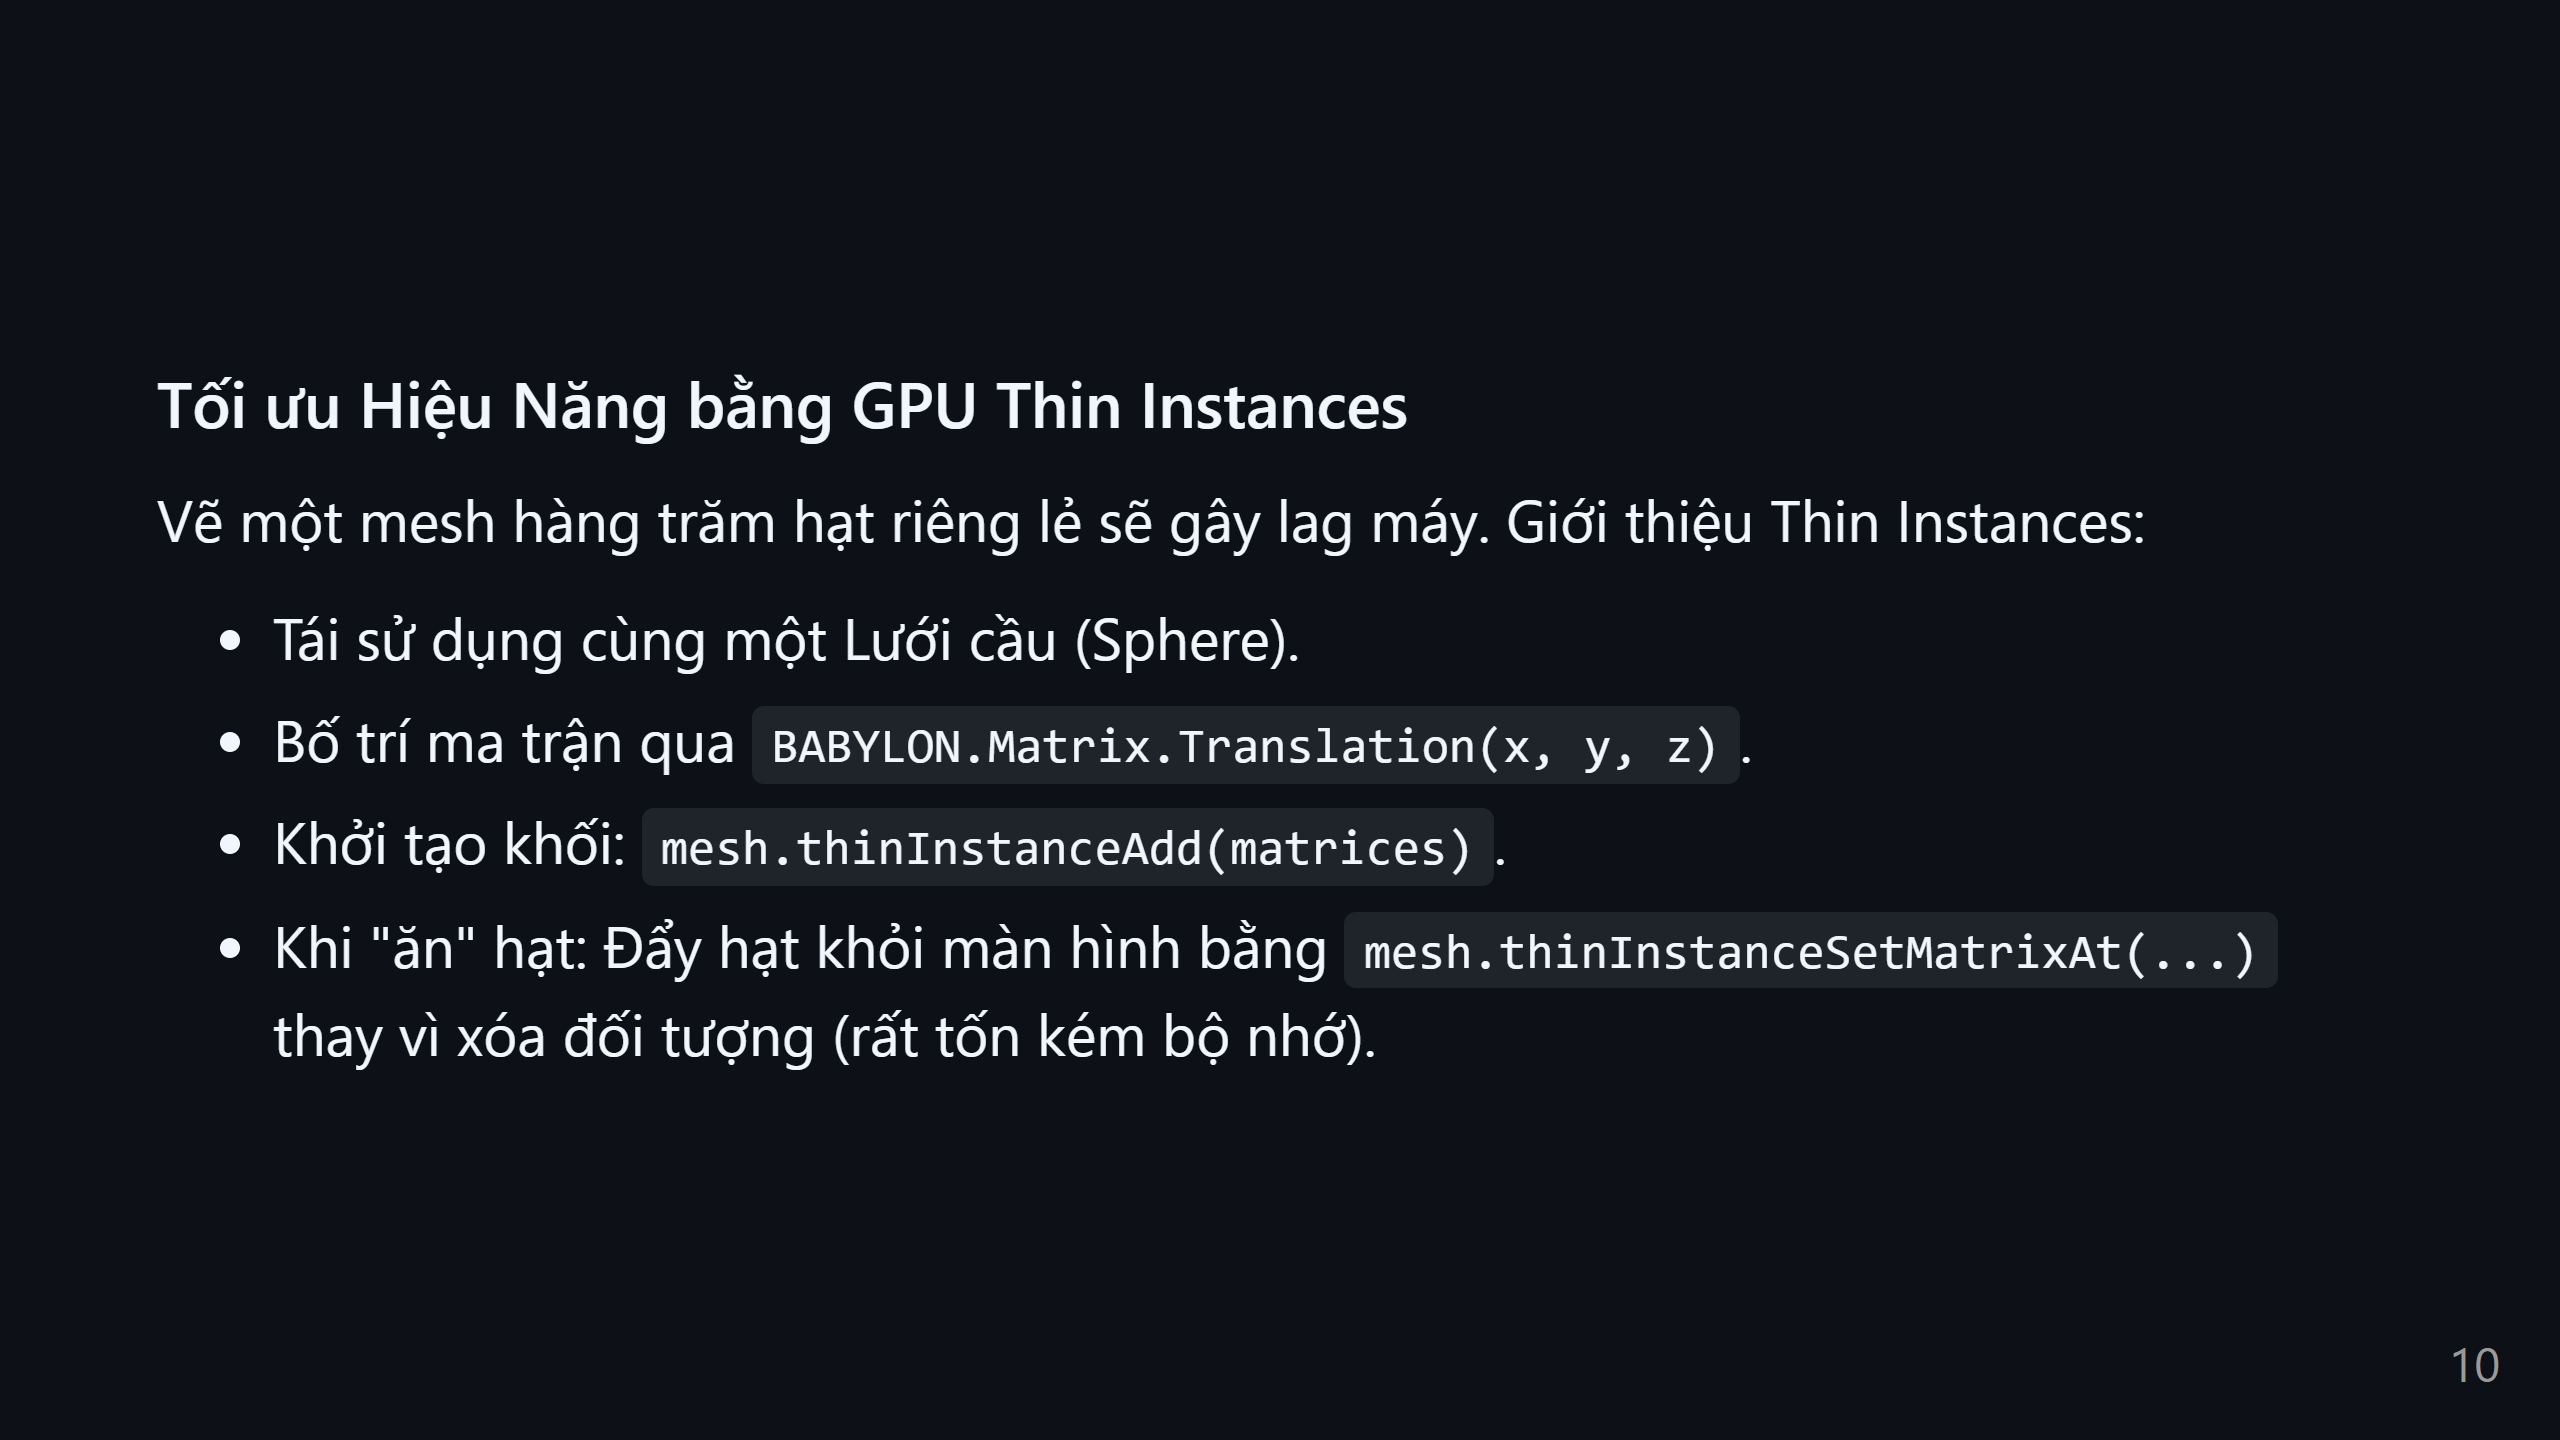 Tối ưu Hiệu Năng bằng GPU Thin Instances
Vẽ một mesh hàng trăm hạt riêng lẻ sẽ gây lag máy. Giới thiệu Thin Instances:
• Tái sử dụng cùng một Lưới cầu (Sphere).
• Bố trí ma trận qua BABYLON.Matrix.Translation(x, y, z).
• Khởi tạo khối: mesh.thinInstanceAdd(matrices).
• Khi "ăn" hạt: Đẩy hạt khỏi màn hình bằng mesh.thinInstanceSetMatrixAt(...)
thay vì xóa đối tượng (rất tốn kém bộ nhớ).
10